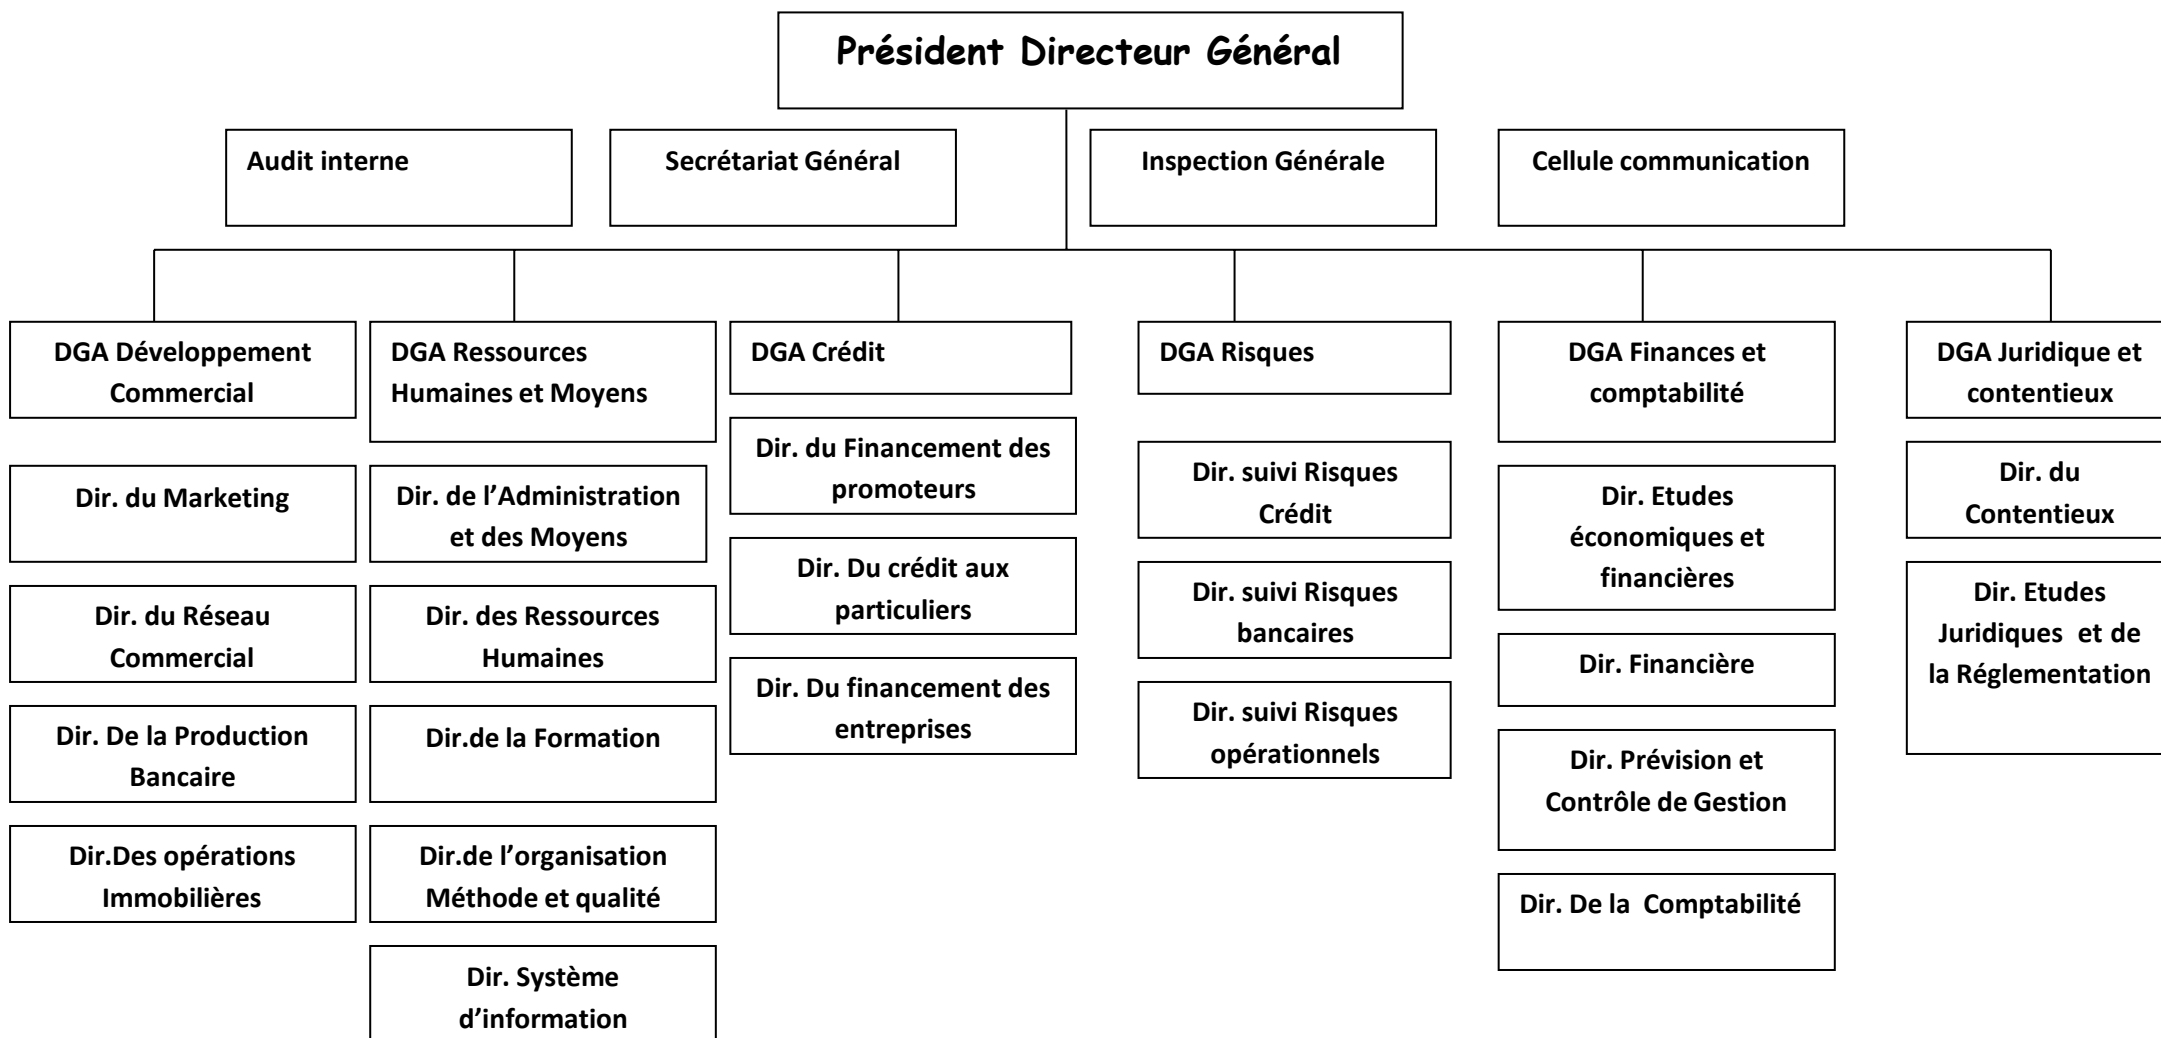 Président Directeur Général
Audit interne
Secrétariat Général
Inspection Générale
Cellule communication
DGA Développement
Commercial
Dir. du Marketing
Dir. du Réseau
Commercial
Dir. De la Production
Bancaire
Dir.Des opérations
Immobilières
DGA Ressources
Humaines et Moyens
Dir. de l’Administration
et des Moyens
Dir. des Ressources
Humaines
Dir.de la Formation
Dir.de l’organisation
Méthode et qualité
Dir. Système
d’information
DGA Crédit
Dir. du Financement des
promoteurs
Dir. Du crédit aux
particuliers
Dir. Du financement des
entreprises
DGA Risques
Dir. suivi Risques
Crédit
Dir. suivi Risques
bancaires
Dir. suivi Risques
opérationnels
DGA Finances et
comptabilité
Dir. Etudes
économiques et
financières
Dir. Financière
Dir. Prévision et
Contrôle de Gestion
Dir. De la  Comptabilité
DGA Juridique et
contentieux
Dir. du
Contentieux
Dir. Etudes
Juridiques  et de
la Réglementation